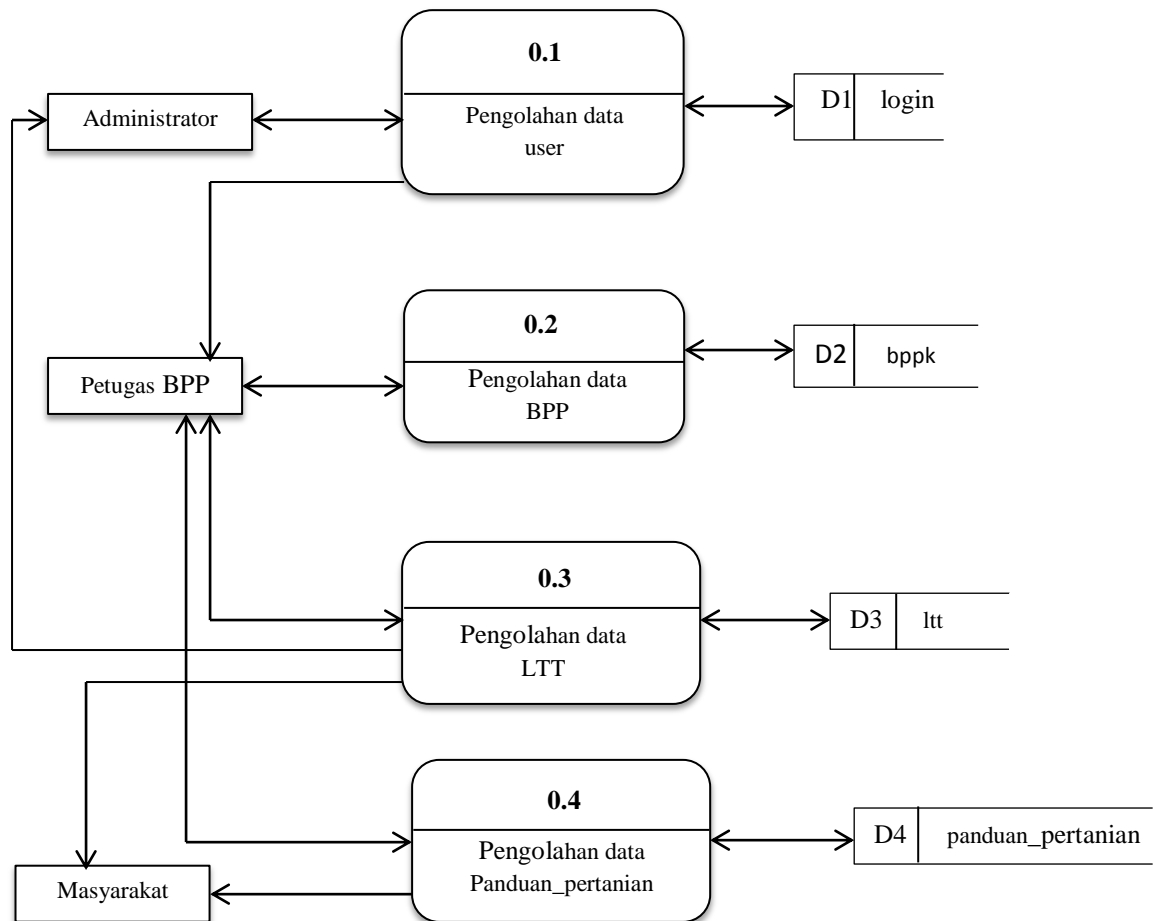 0.1
Administrator
Pengolahan data
user
D1 login
0.2
Petugas BPP
Pengolahan data
BPP
D2 bppk
0.3
Pengolahan data
LTT
D3 ltt
0.4
Pengolahan data
Panduan_pertanian
D4 panduan_pertanian
Masyarakat